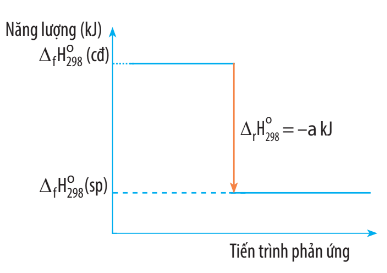 Năng lượng (kJ)
ΔfH°298 (cđ)
ΔrH°298 = –a kJ
ΔfH°298(sp)
Tiến trình phản ứng